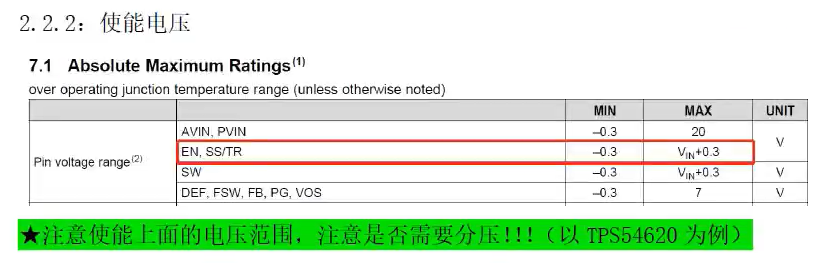 2.2.2：使能电压
7.1 Absolute Maximum Ratings(1)
over operating junction temperature range (unless otherwise noted)
MIN MAX UNIT
Pin voltage range(2) AVIN, PVIN –0.3 20 V
EN, SS/TR –0.3 VIN+0.3
SW –0.3 VIN+0.3 V
DEF, FSW, FB, PG, VOS –0.3 7 V
★注意使能上面的电压范围，注意是否需要分压!!!（以 TPS54620 为例）